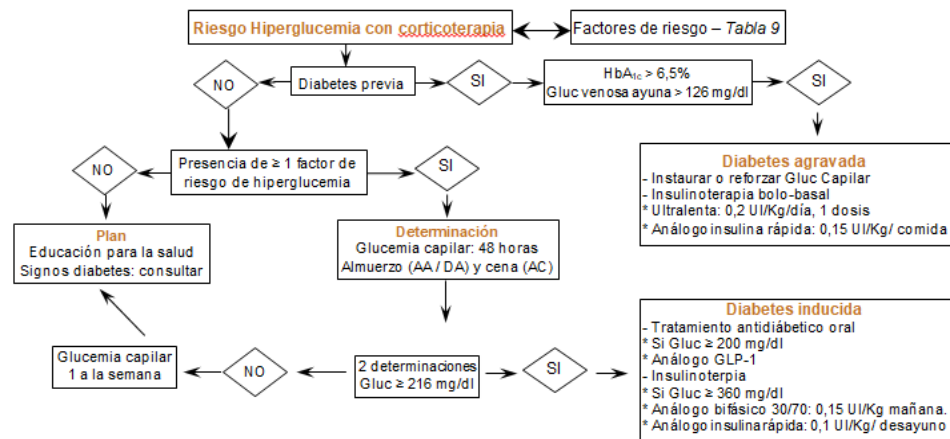 Riesgo Hiperglucemia con corticoterapia
Factores de riesgo – Tabla 9
NO
Diabetes previa
SI
HbA1c > 6,5%
Gluc venosa ayuna > 126 mg/dl
SI
NO
Presencia de ≥ 1 factor de
riesgo de hiperglucemia
SI
Diabetes agravada
- Instaurar o reforzar Gluc Capilar
- Insulinoterapia bolo-basal
* Ultralenta: 0,2 UI/Kg/día, 1 dosis
* Análogo insulina rápida: 0,15 UI/Kg/ comida
Plan
Educación para la salud
Signos diabetes: consultar
Determinación
Glucemia capilar: 48 horas
Almuerzo (AA / DA) y cena (AC)
Glucemia capilar
1 a la semana
NO
2 determinaciones
Gluc ≥ 216 mg/dl
SI
Diabetes inducida
- Tratamiento antidiabético oral
* Si Gluc ≥ 200 mg/dl
* Análogo GLP-1
- Insulinoterpia
* Si Gluc ≥ 360 mg/dl
* Análogo bifásico 30/70: 0,15 UI/Kg mañana.
* Análogo insulina rápida: 0,1 UI/Kg/ desayuno